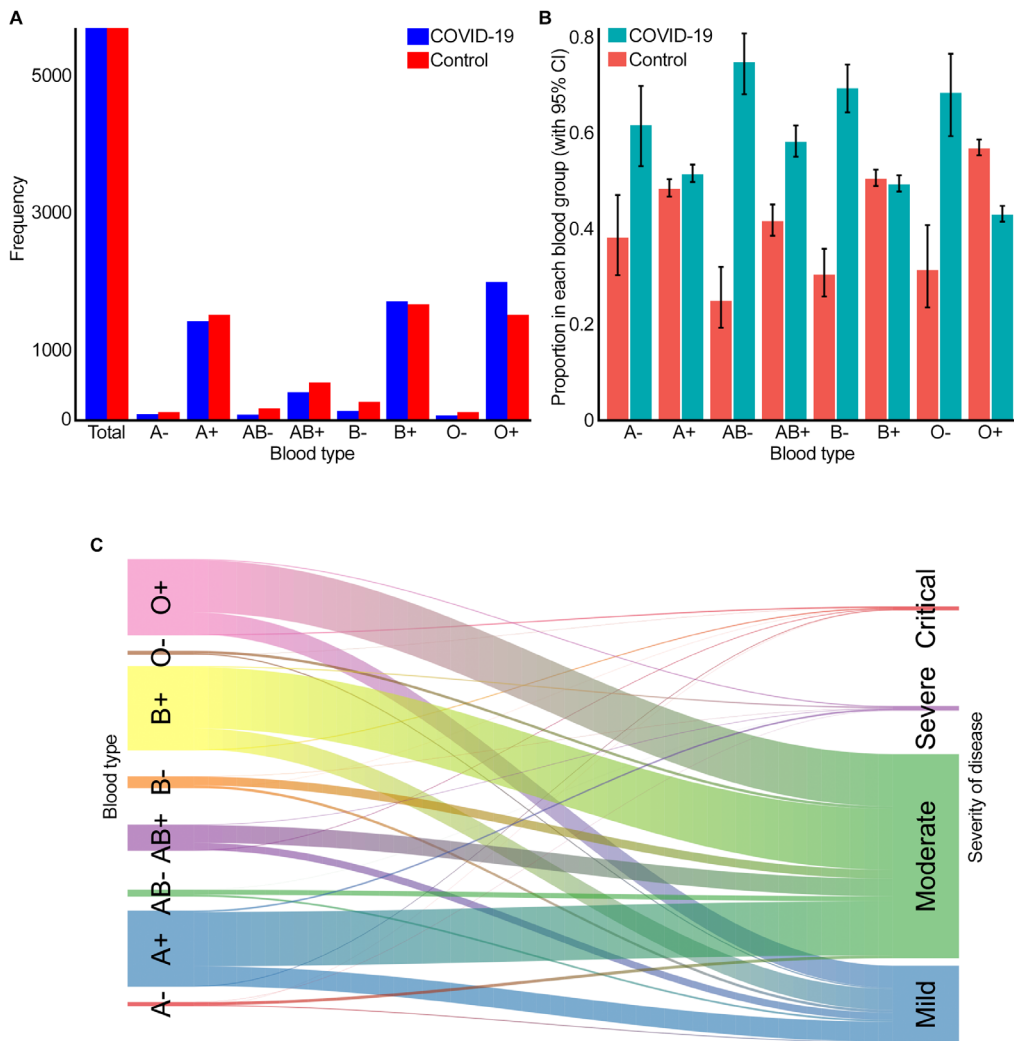 A
COVID-19
Control
Frequency
5000
3000
1000
0
Total A- A+ AB- AB+ B- B+ O- O+
Blood type
B
COVID-19
Control
Proportion in each blood group (with 95% CI)
0.8
0.6
0.4
0.2
0
A- A+ AB- AB+ B- B+ O- O+
Blood type
C
Blood type
O+
O-
B+
B-
AB+
AB-
A+
A-
Critical
Severe
Moderate
Mild
Severity of disease